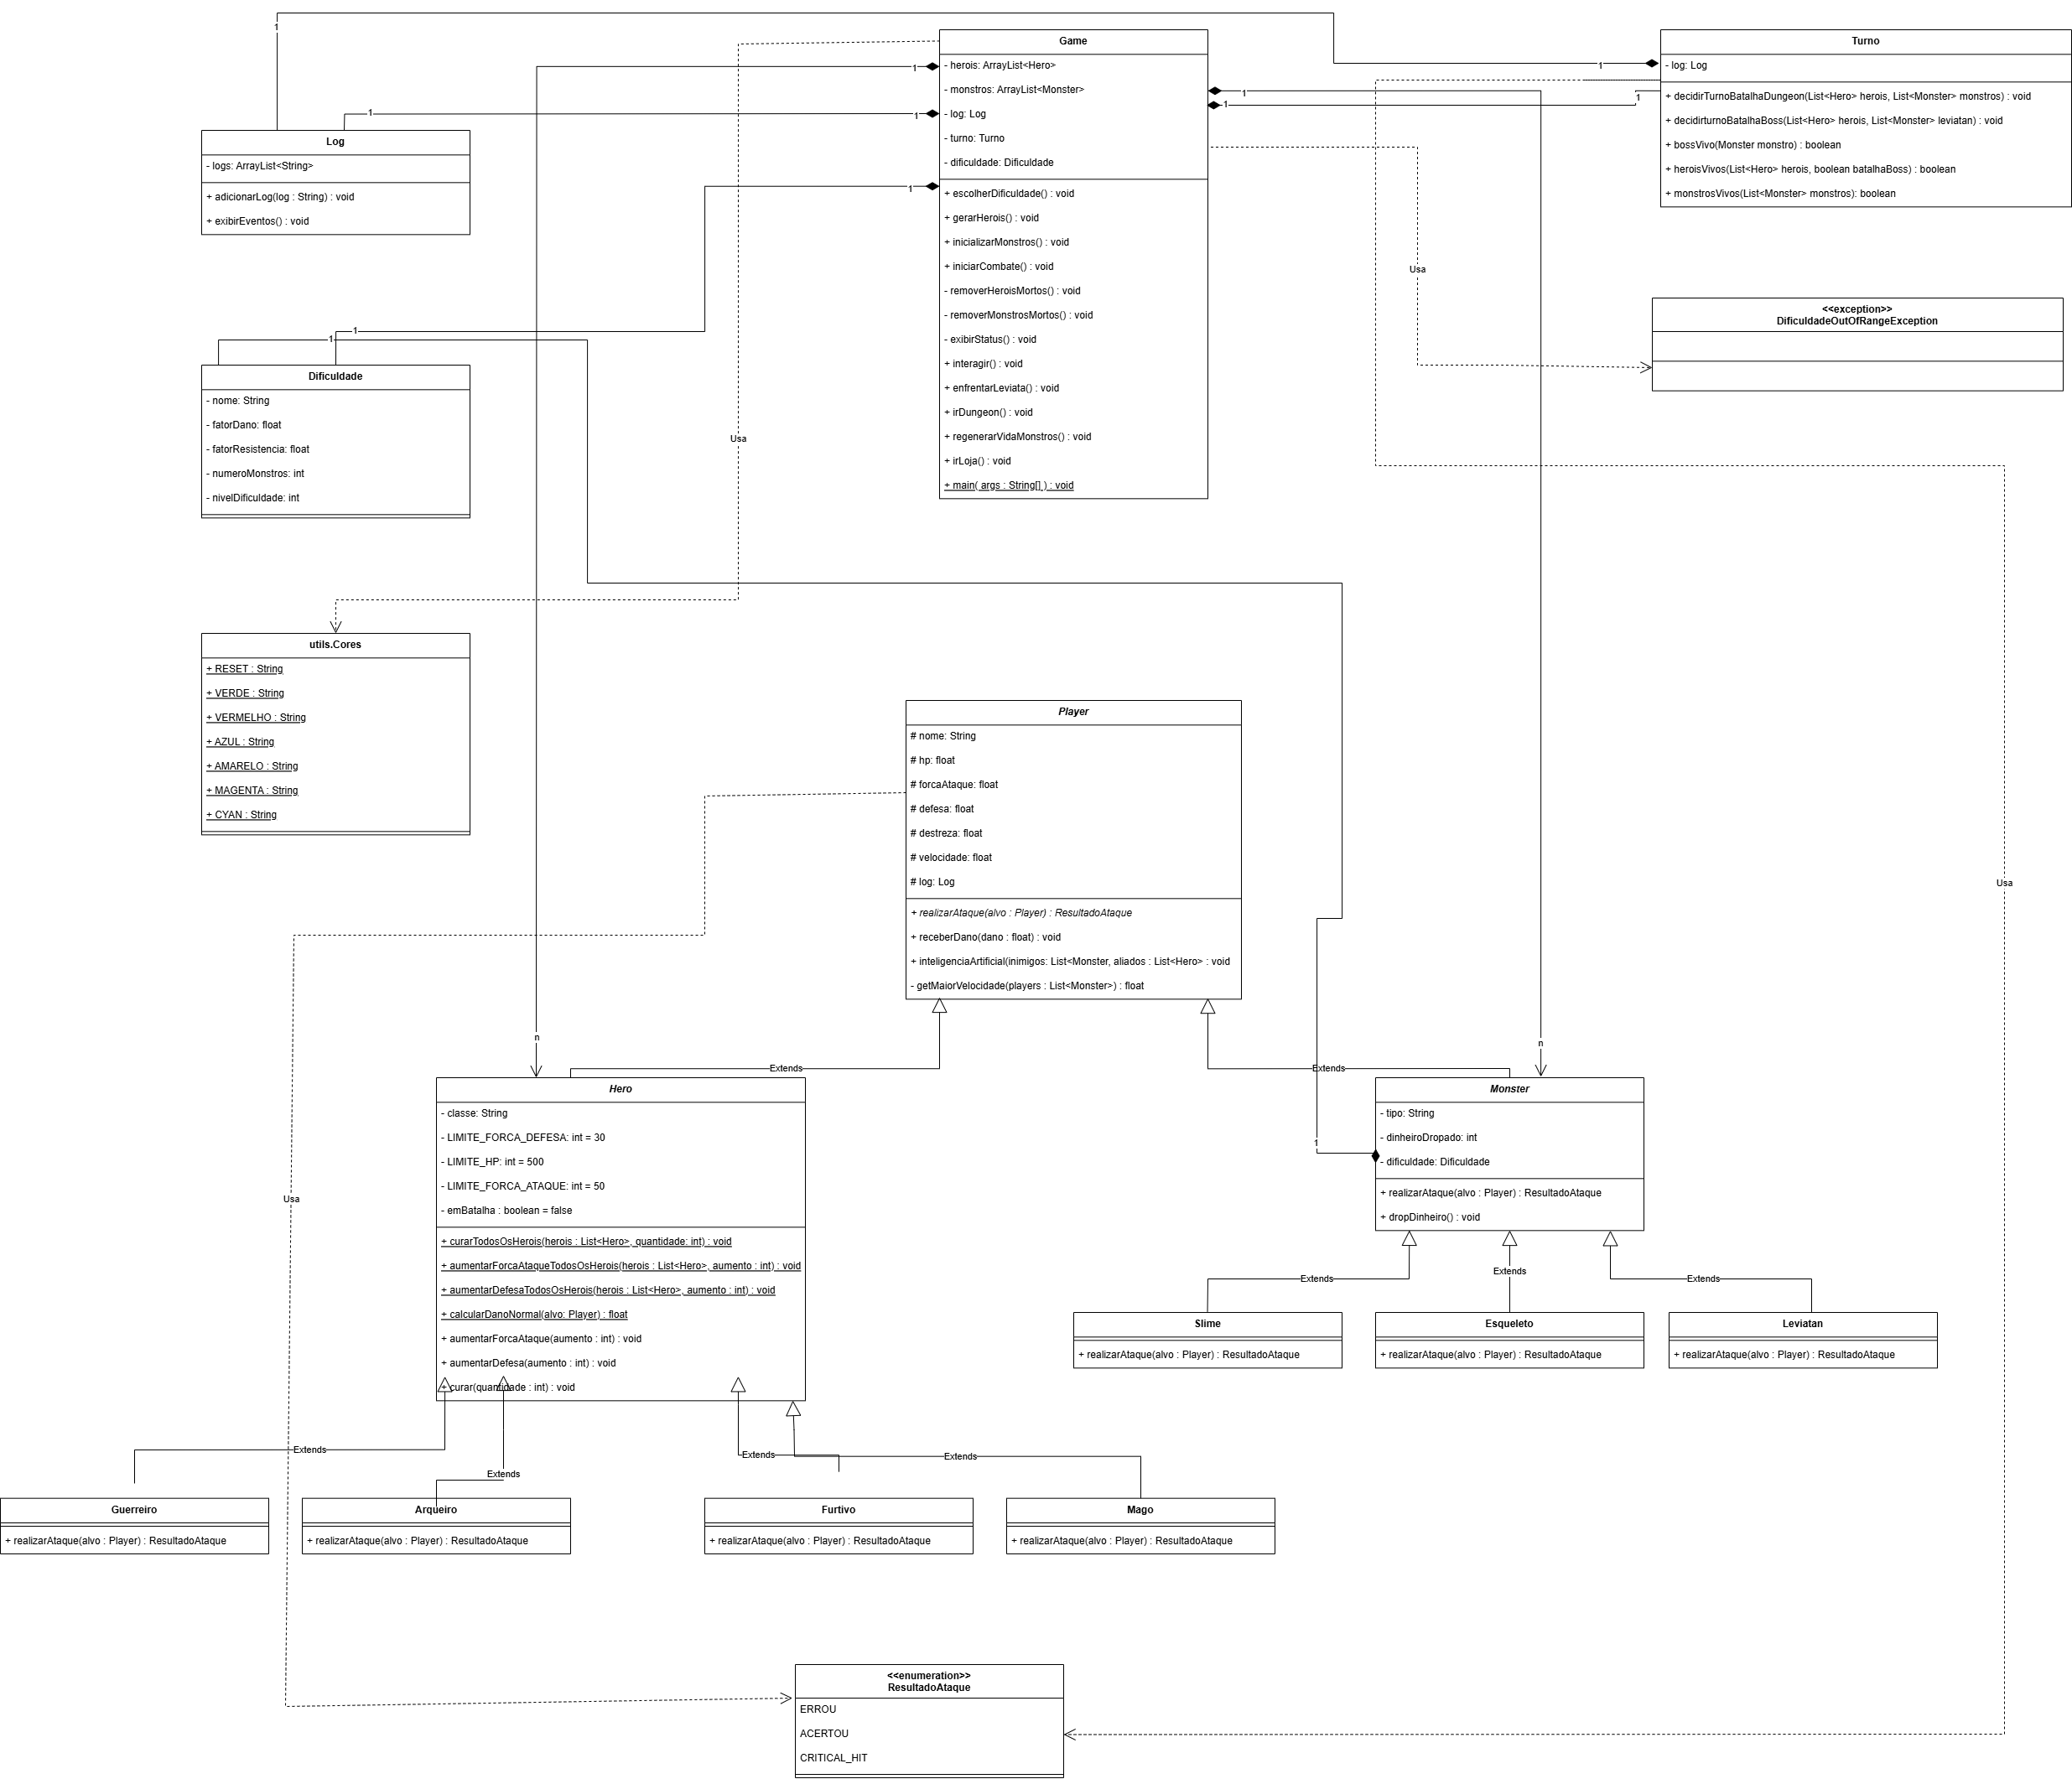 1
Game
- herois: ArrayList<Hero>
- monstros: ArrayList<Monster>
- log: Log
- turno: Turno
- dificuldade: Dificuldade
+ escolherDificuldade() : void
+ gerarHerois() : void
+ inicializarMonstros() : void
+ iniciarCombate() : void
- removerHeroisMortos() : void
- removerMonstrosMortos() : void
- exibirStatus() : void
+ interagir() : void
+ enfrentarLeviata() : void
+ irDungeon() : void
+ regenerarVidaMonstros() : void
+ irLoja() : void
+ main( args : String[] ) : void
1
1
1
1
1
1
Turno
- log: Log
+ decidirTurnoBatalhaDungeon(List<Hero> herois, List<Monster> monstros) : void
+ decidirturnoBatalhaBoss(List<Hero> herois, List<Monster> leviatan) : void
+ bossVivo(Monster monstro) : boolean
+ heroisVivos(List<Hero> herois, boolean batalhaBoss) : boolean
+ monstrosVivos(List<Monster> monstros): boolean
1
1
Log
- logs: ArrayList<String>
+ adicionarLog(log : String) : void
+ exibirEventos() : void
Usa
<<exception>>
DificuldadeOutOfRangeException
1
1
Dificuldade
- nome: String
- fatorDano: float
- fatorResistencia: float
- numeroMonstros: int
- nivelDificuldade: int
Usa
utils.Cores
+ RESET : String
+ VERDE : String
+ VERMELHO : String
+ AZUL : String
+ AMARELO : String
+ MAGENTA : String
+ CYAN : String
Player
# nome: String
# hp: float
# forcaAtaque: float
# defesa: float
# destreza: float
# velocidade: float
# log: Log
+ realizarAtaque(alvo : Player) : ResultadoAtaque
+ receberDano(dano : float) : void
+ inteligenciaArtificial(inimigos: List<Monster, aliados : List<Hero> : void
- getMaiorVelocidade(players : List<Monster>) : float
Usa
n
n
Extends
Extends
Hero
- classe: String
- LIMITE_FORCA_DEFESA: int = 30
- LIMITE_HP: int = 500
- LIMITE_FORCA_ATAQUE: int = 50
- emBatalha : boolean = false
+ curarTodosOsHerois(herois : List<Hero>, quantidade: int) : void
+ aumentarForcaAtaqueTodosOsHerois(herois : List<Hero>, aumento : int) : void
+ aumentarDefesaTodosOsHerois(herois : List<Hero>, aumento : int) : void
+ calcularDanoNormal(alvo: Player) : float
+ aumentarForcaAtaque(aumento : int) : void
+ aumentarDefesa(aumento : int) : void
+ curar(quantidade : int) : void
Monster
- tipo: String
- dinheiroDropado: int
- dificuldade: Dificuldade
+ realizarAtaque(alvo : Player) : ResultadoAtaque
+ dropDinheiro() : void
1
Usa
Extends
Extends
Extends
Slime
+ realizarAtaque(alvo : Player) : ResultadoAtaque
Esqueleto
+ realizarAtaque(alvo : Player) : ResultadoAtaque
Leviatan
+ realizarAtaque(alvo : Player) : ResultadoAtaque
Extends
Extends
Extends
Extends
Guerreiro
+ realizarAtaque(alvo : Player) : ResultadoAtaque
Arqueiro
+ realizarAtaque(alvo : Player) : ResultadoAtaque
Furtivo
+ realizarAtaque(alvo : Player) : ResultadoAtaque
Mago
+ realizarAtaque(alvo : Player) : ResultadoAtaque
<<enumeration>>
ResultadoAtaque
ERROU
ACERTOU
CRITICAL_HIT